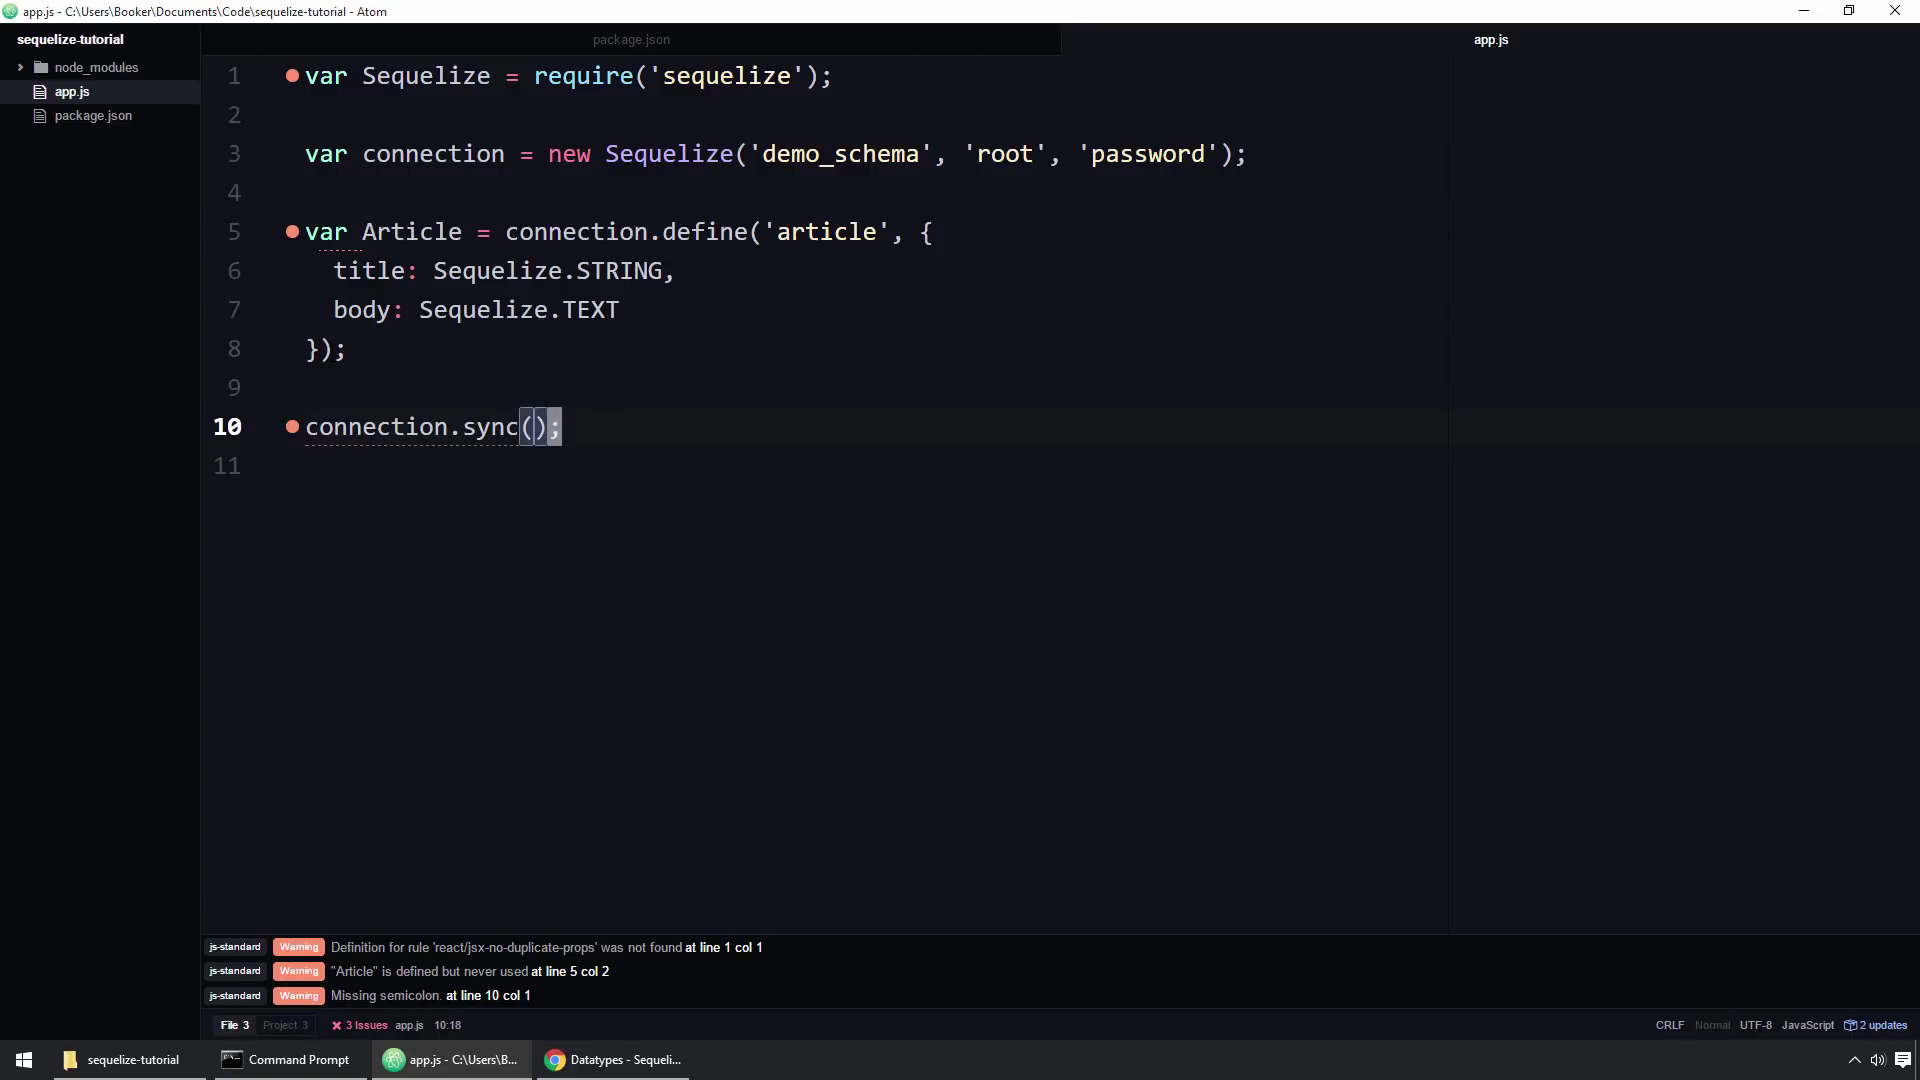 app.js - C:\Users\Booker\Documents\Code\sequelize-tutorial - Atom
sequelize-tutorial
node_modules
app.js
package.json
package.json
app.js
1 var Sequelize = require('sequelize');
2
3 var connection = new Sequelize('demo_schema', 'root', 'password');
4
5 var Article = connection.define('article', {
6 title: Sequelize.STRING,
7 body: Sequelize.TEXT
8 });
9
10 connection.sync();
11
js-standard Warning Definition for rule 'react/jsx-no-duplicate-props' was not found at line 1 col 1
js-standard Warning "Article" is defined but never used at line 5 col 2
js-standard Warning Missing semicolon. at line 10 col 1
File 3 Project 3 3 Issues app.js 10:18 CRLF Normal UTF-8 JavaScript 2 updates
sequelize-tutorial Command Prompt app.js - C:\Users\B... Datatypes - Sequeli...